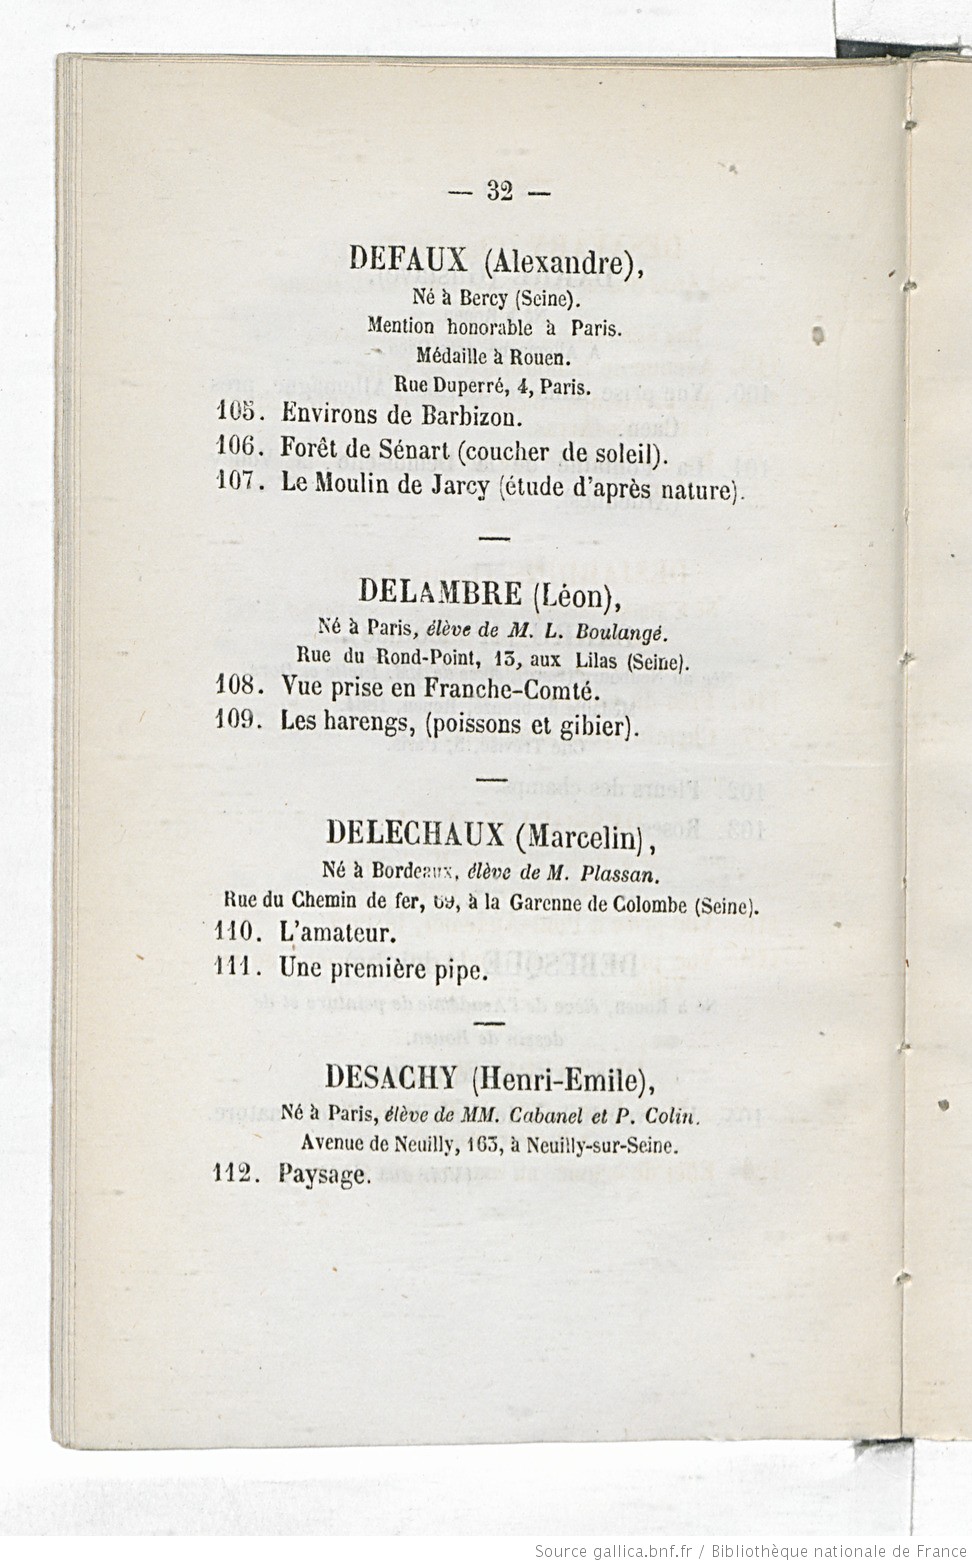 — 32 —
DEFAUX (Alexandre),
Né à Bercy (Seine).
Mention honorable à Paris.
Médaille à Rouen.
Rue Duperré, 4, Paris.
105. Environs de Barbizon.
106. Forêt de Sénart (coucher de soleil).
107. Le Moulin de Jarcy (étude d'après nature).
DELAMBRE (Léon),
Né à Paris, élève de M. L. Boulangé.
Rue du Rond-Point, 13, aux Lilas (Seine).
108. Vue prise en Franche-Comté.
109. Les harengs, (poissons et gibier).
DELECHAUX (Marcelin),
Né à Bordeaux, élève de M. Plassan.
Rue du Chemin de fer, 69, à la Garenne de Colombe (Seine).
110. L'amateur.
111. Une première pipe.
DESACHY (Henri-Emile),
Né à Paris, élève de MM. Cabanel et P. Colin.
Avenue de Neuilly, 163, à Neuilly-sur-Seine.
112. Paysage.
Source gallica.bnf.fr / Bibliothèque nationale de France